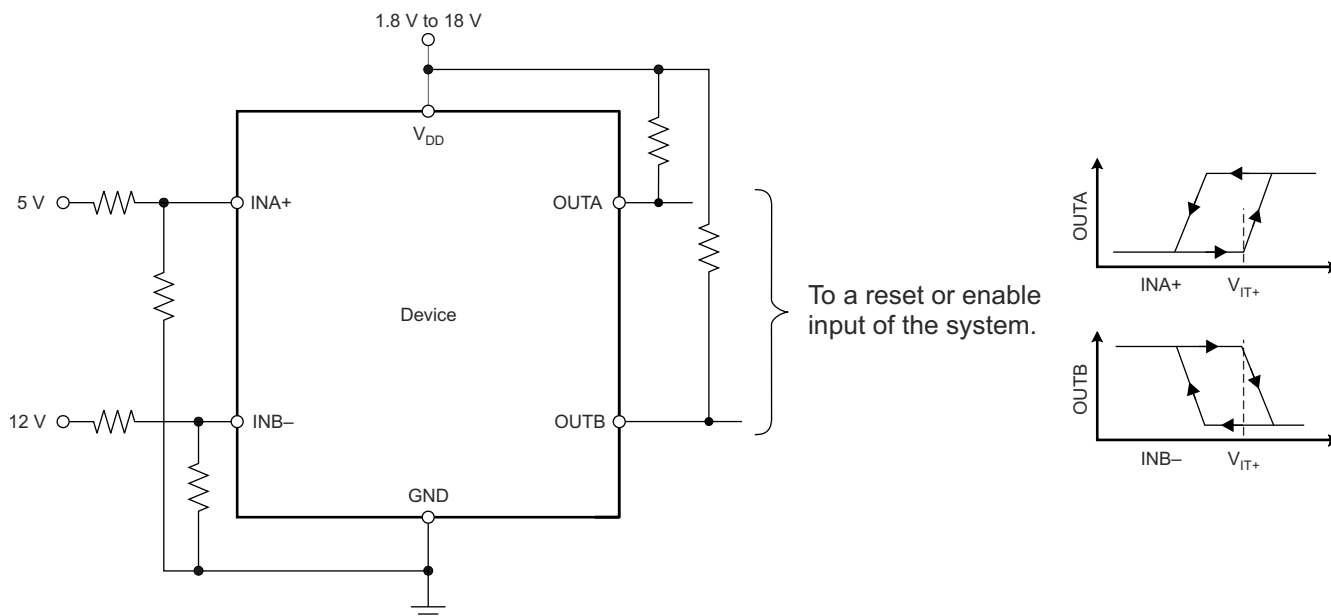 1.8 V to 18 V
V_DD
5 V
INA+
OUTA
Device
To a reset or enable
input of the system.
12 V
INB–
OUTB
GND
OUTA
INA+
V_IT+
OUTB
INB–
V_IT+